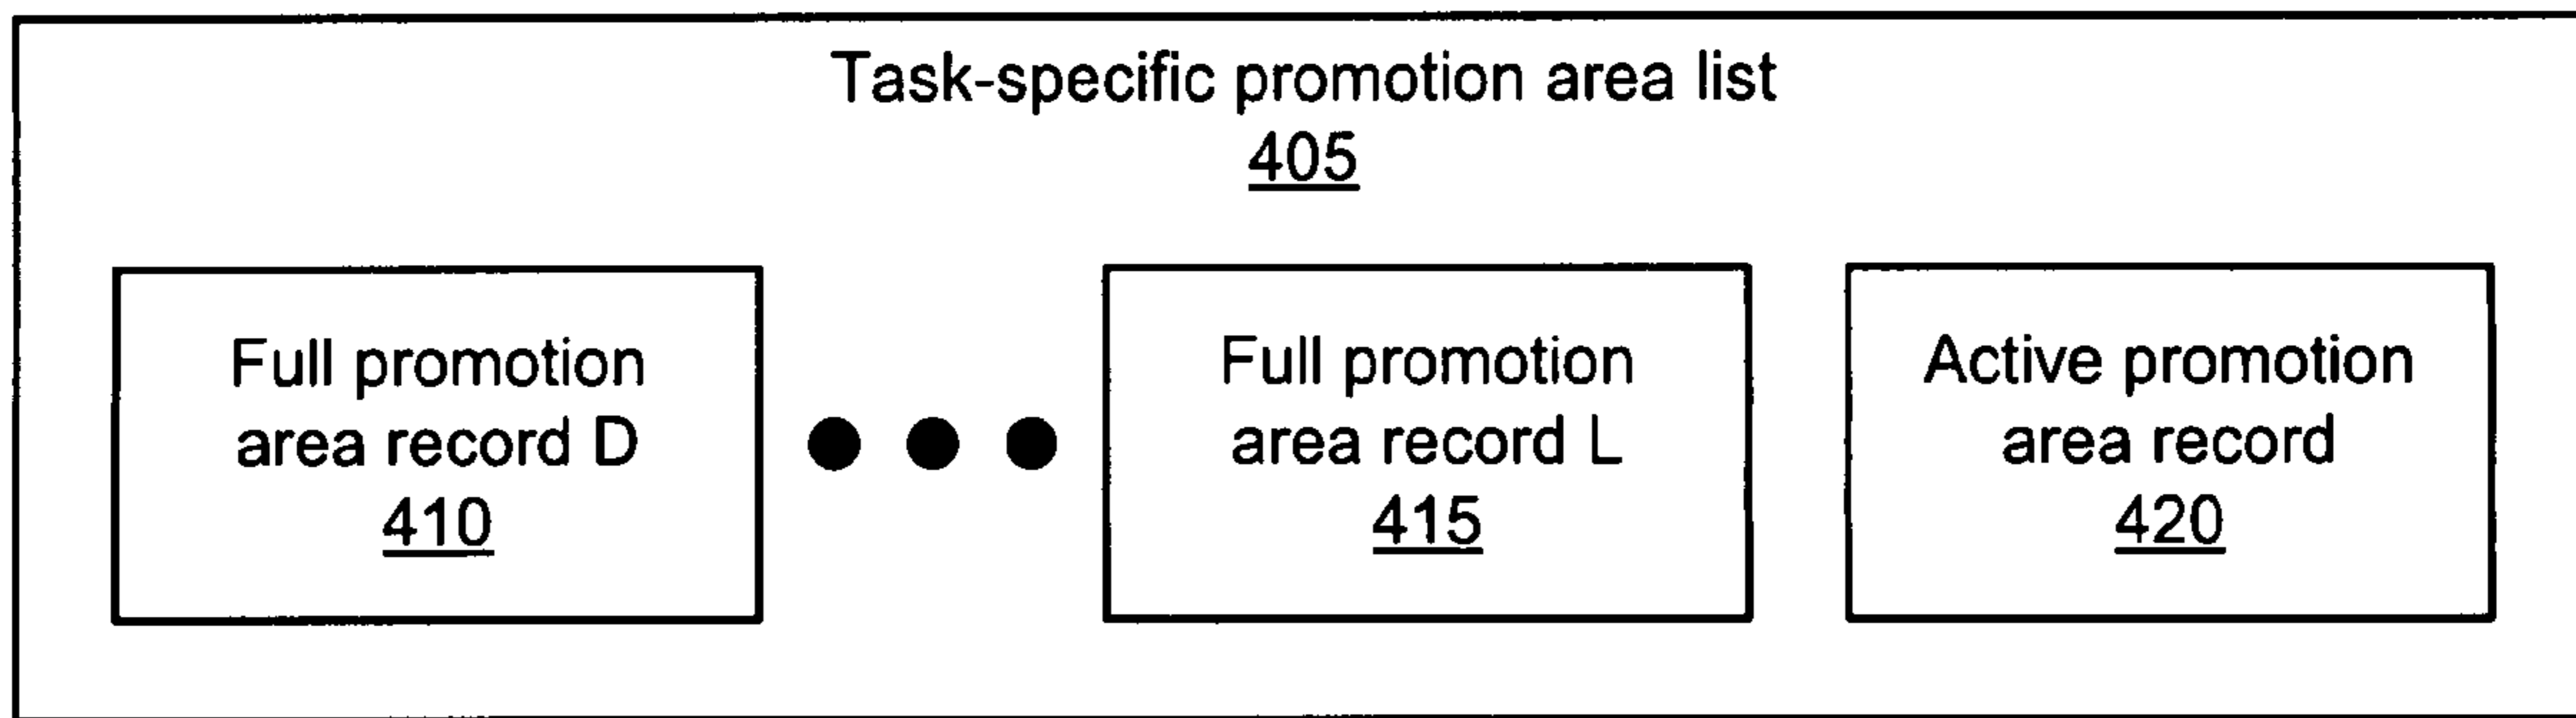 Task-specific promotion area list
405
Full promotion
area record D
410
Full promotion
area record L
415
Active promotion
area record
420